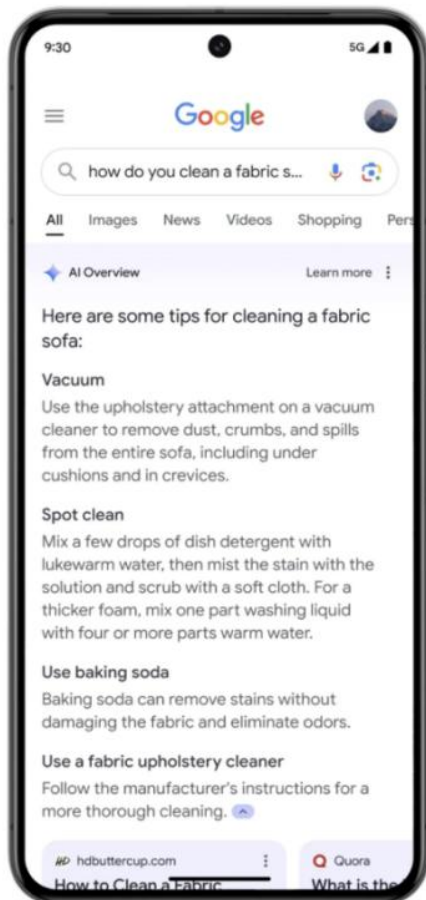 9:30 5G
Google
how do you clean a fabric s...
All Images News Videos Shopping Pers
AI Overview Learn more
Here are some tips for cleaning a fabric
sofa:
Vacuum
Use the upholstery attachment on a vacuum
cleaner to remove dust, crumbs, and spills
from the entire sofa, including under
cushions and in crevices.
Spot clean
Mix a few drops of dish detergent with
lukewarm water, then mist the stain with the
solution and scrub with a soft cloth. For a
thicker foam, mix one part washing liquid
with four or more parts warm water.
Use baking soda
Baking soda can remove stains without
damaging the fabric and eliminate odors.
Use a fabric upholstery cleaner
Follow the manufacturer's instructions for a
more thorough cleaning.
HD hdbuttercup.com Quora
How to Clean a Fabric What is the